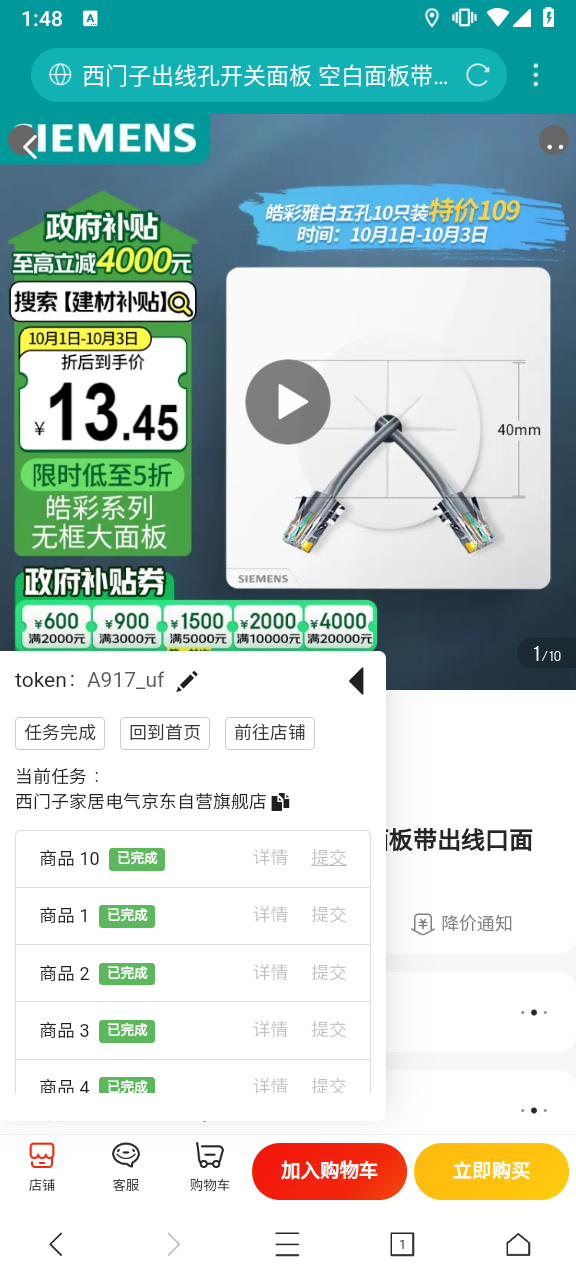 1:48
A
西门子出线孔开关面板 空白面板带...
SIEMENS
政府补贴
至高立减4000元
搜索【建材补贴】
10月1日-10月3日
折后到手价
¥13.45
限时低至5折
皓彩系列
无框大面板
皓彩雅白五孔10只装特价109
时间：10月1日-10月3日
40mm
SIEMENS
政府补贴券
¥600 ¥900 ¥1500 ¥2000 ¥4000
满2000元 满3000元 满5000元 满10000元 满20000元
1/10
token：A917_uf
任务完成 回到首页 前往店铺
当前任务：
西门子家居电气京东自营旗舰店
商品 10 已完成 详情 提交
商品 1 已完成 详情 提交
商品 2 已完成 详情 提交
商品 3 已完成 详情 提交
商品 4 已完成 详情 提交
板带出线口面
降价通知
店铺 客服 购物车 加入购物车 立即购买
1